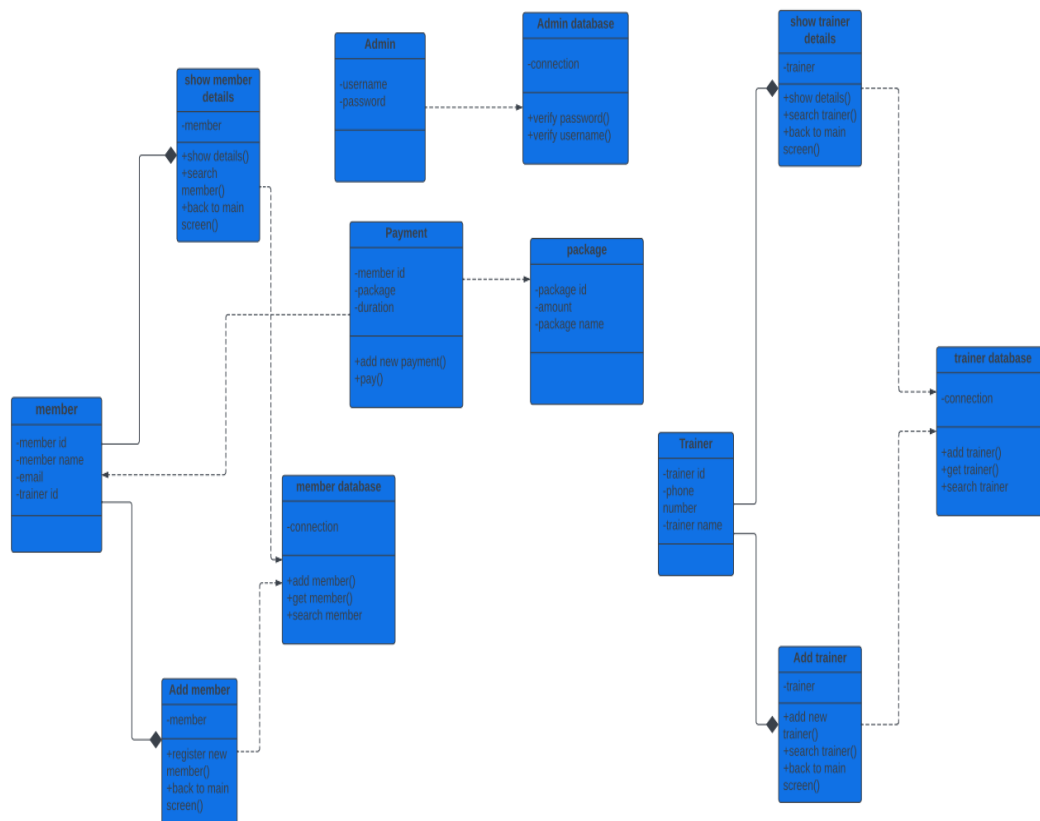 Admin
-username
-password
Admin database
-connection
+verify password()
+verify username()
show trainer
details
-trainer
+show details()
+search trainer()
+back to main
screen()
show member
details
-member
+show details()
+search
member()
+back to main
screen()
Payment
-member id
-package
-duration
+add new payment()
+pay()
package
-package id
-amount
-package name
trainer database
-connection
+add trainer()
+get trainer()
+search trainer
member
-member id
-member name
-email
-trainer id
Trainer
-trainer id
-phone
number
-trainer name
member database
-connection
+add member()
+get member()
+search member
Add member
-member
+register new
member()
+back to main
screen()
Add trainer
-trainer
+add new
trainer()
+search trainer()
+back to main
screen()